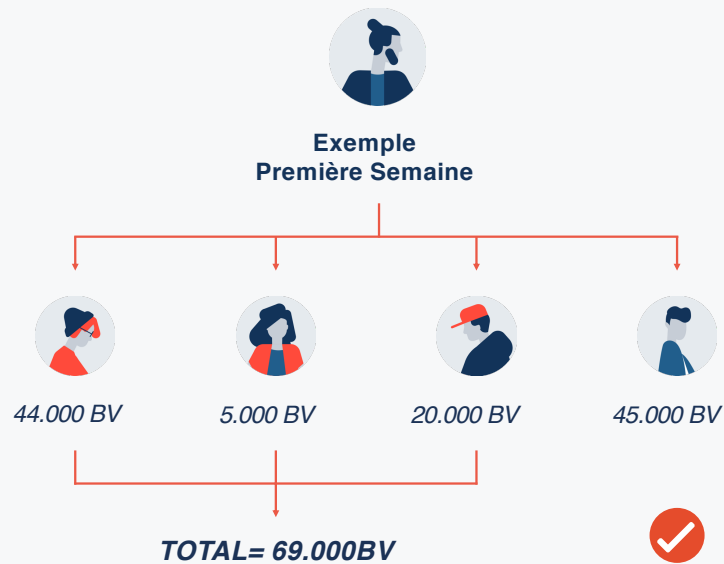 Exemple
Première Semaine
44.000 BV
5.000 BV
20.000 BV
45.000 BV
TOTAL= 69.000BV